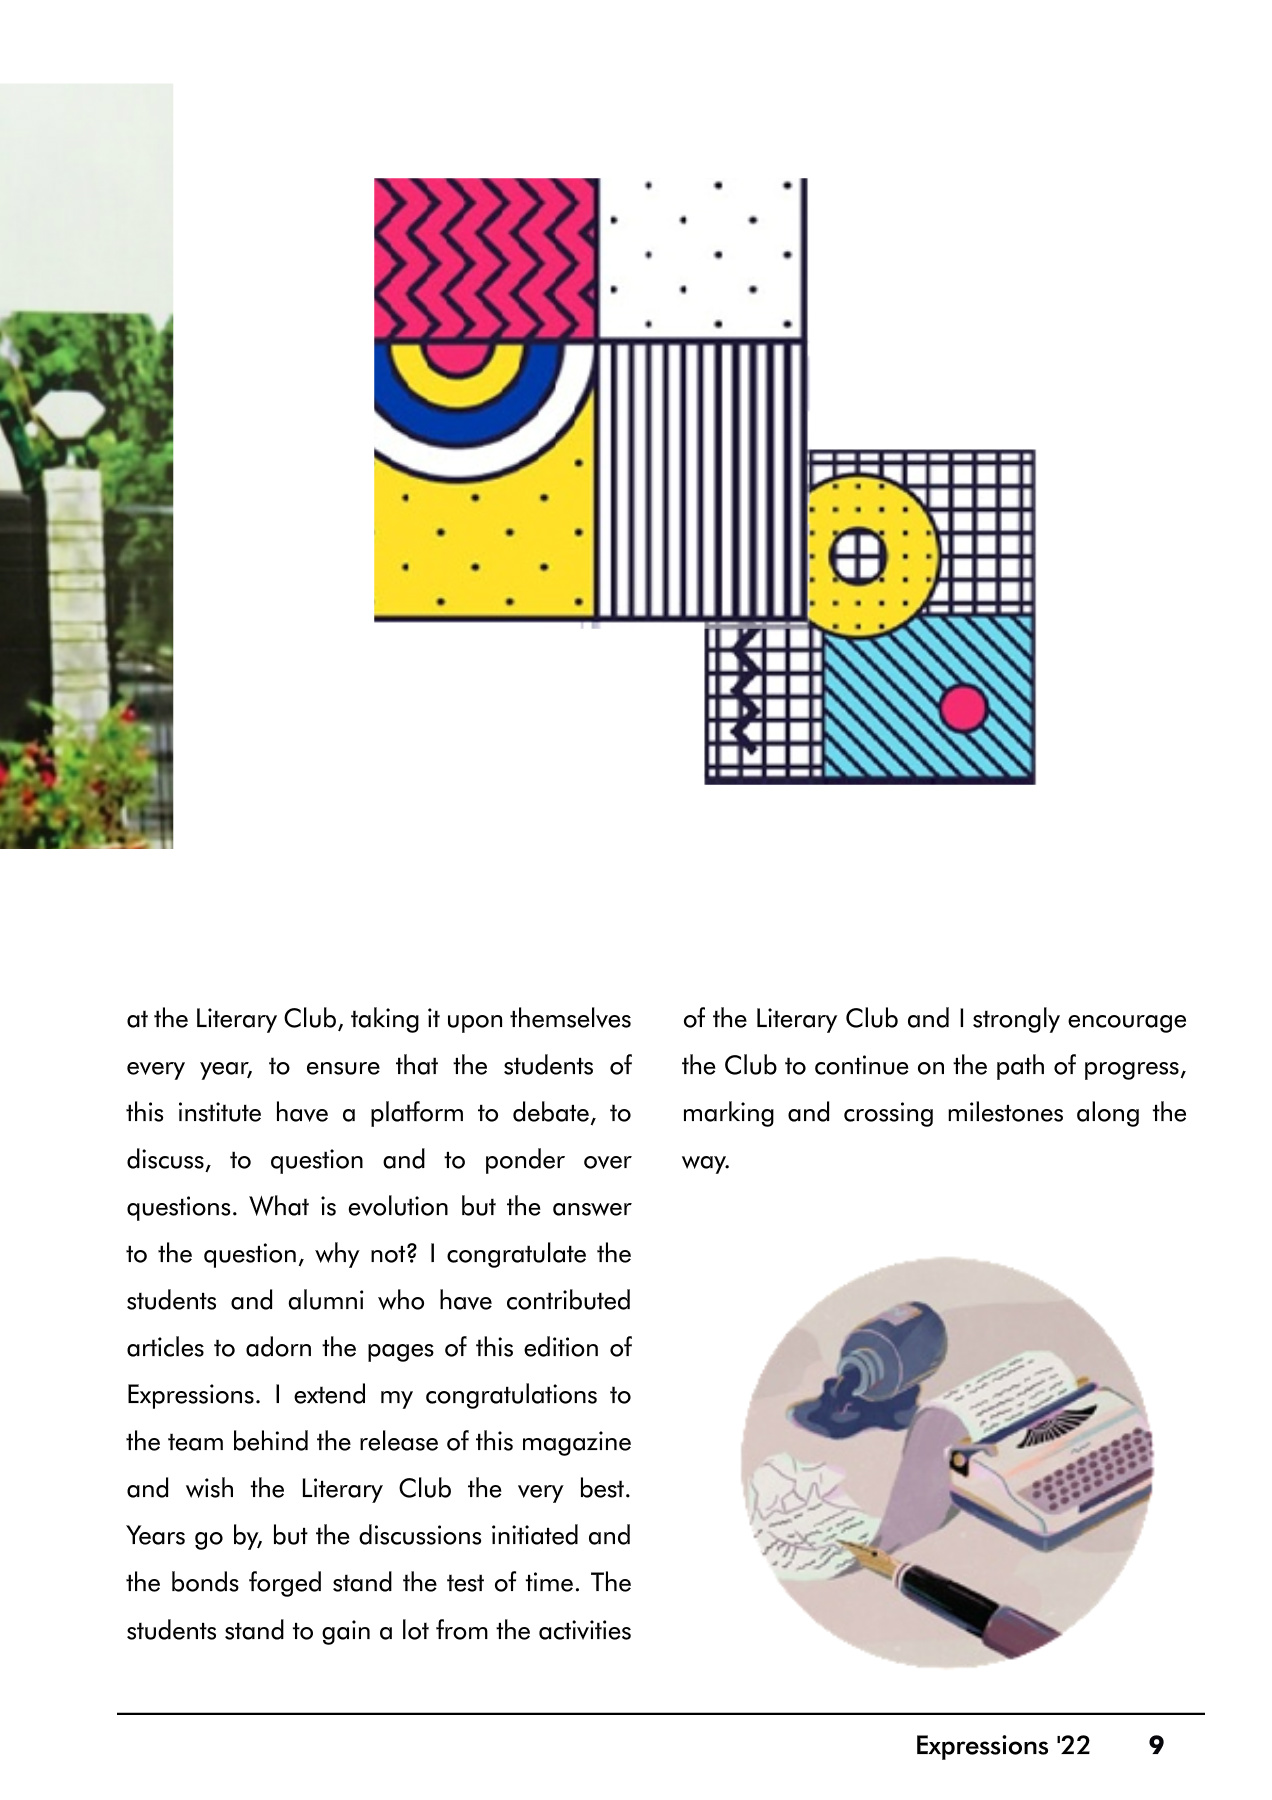 at the Literary Club, taking it upon themselves
every year, to ensure that the students of
this institute have a platform to debate, to
discuss, to question and to ponder over
questions. What is evolution but the answer
to the question, why not? I congratulate the
students and alumni who have contributed
articles to adorn the pages of this edition of
Expressions. I extend my congratulations to
the team behind the release of this magazine
and wish the Literary Club the very best.
Years go by, but the discussions initiated and
the bonds forged stand the test of time. The
students stand to gain a lot from the activities
of the Literary Club and I strongly encourage
the Club to continue on the path of progress,
marking and crossing milestones along the
way.
Expressions '22 9